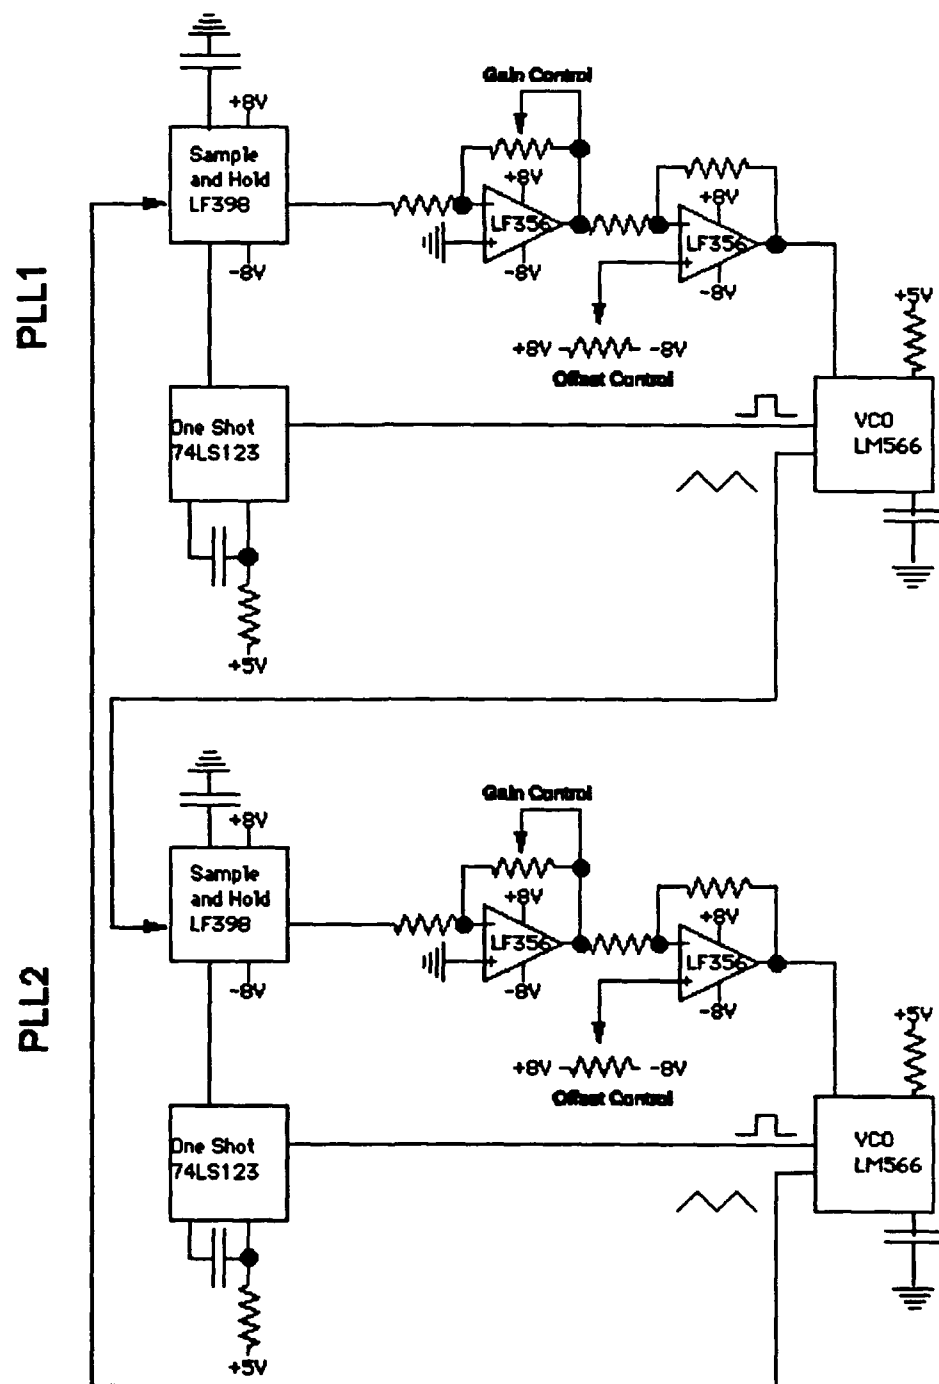 PLL1
+8V
Sample
and Hold
LF398
-8V
Gain Control
+8V
LF356
-8V
+8V
LF356
-8V
+8V -8V
Offset Control
+5V
VCO
LM566
One Shot
74LS123
+5V
PLL2
+8V
Sample
and Hold
LF398
-8V
Gain Control
+8V
LF356
-8V
+8V
LF356
-8V
+8V -8V
Offset Control
+5V
VCO
LM566
One Shot
74LS123
+5V